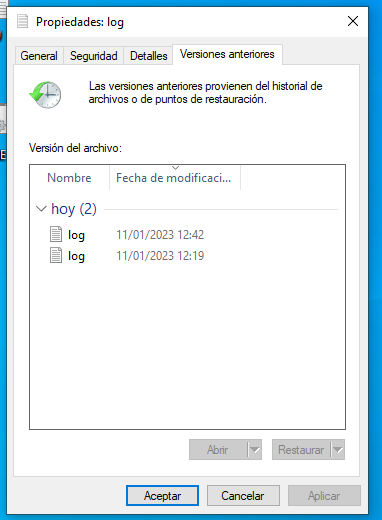 Propiedades: log
General Seguridad Detalles Versiones anteriores
Las versiones anteriores provienen del historial de
archivos o de puntos de restauración.
Versión del archivo:
Nombre Fecha de modificaci...
hoy (2)
log 11/01/2023 12:42
log 11/01/2023 12:19
Abrir Restaurar
Aceptar Cancelar Aplicar